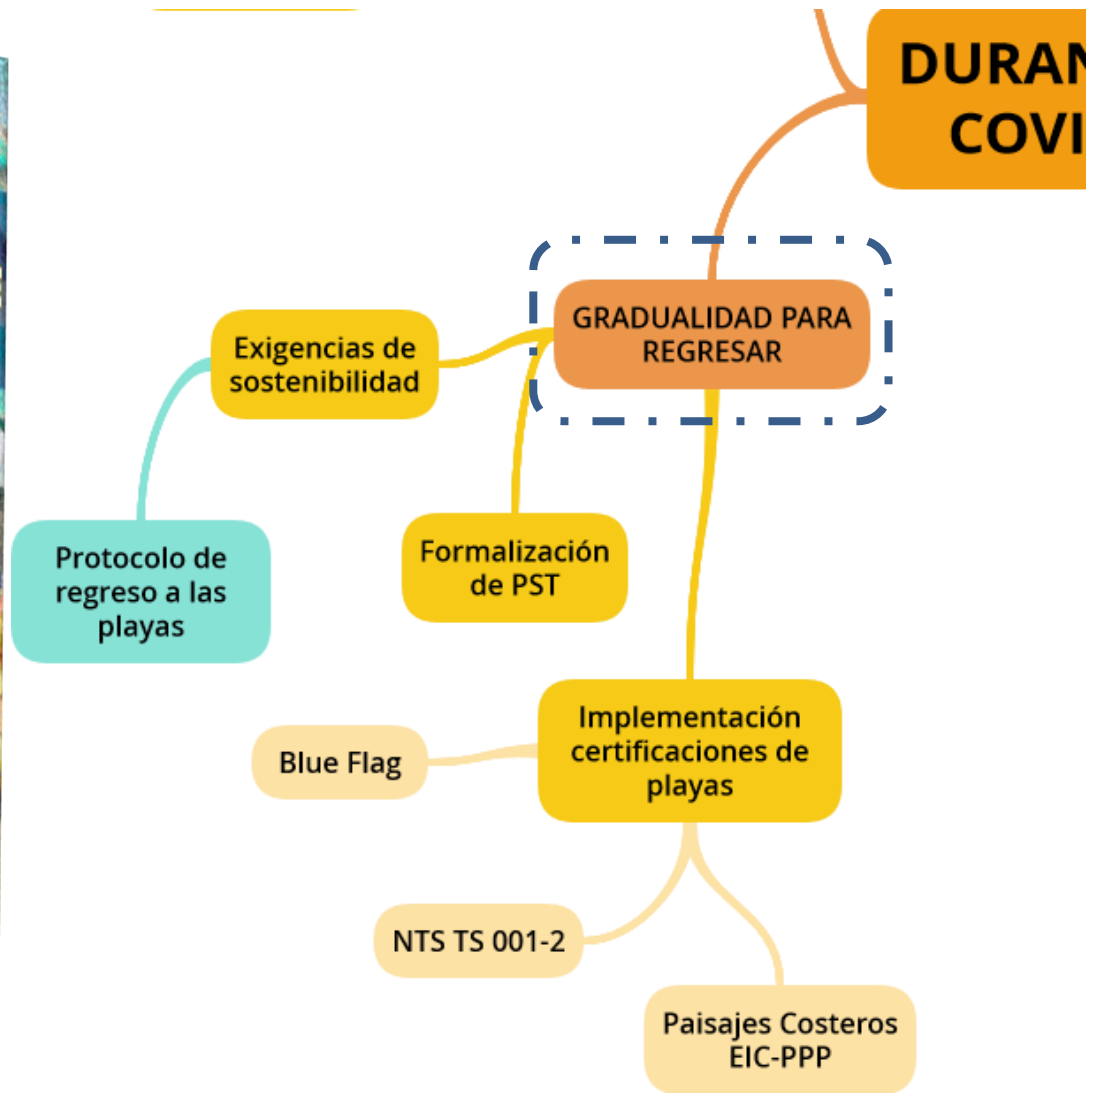 DURAN
COVI
GRADUALIDAD PARA
REGRESAR
Exigencias de
sostenibilidad
Protocolo de
regreso a las
playas
Formalización
de PST
Implementación
certificaciones de
playas
Blue Flag
NTS TS 001-2
Paisajes Costeros
EIC-PPP